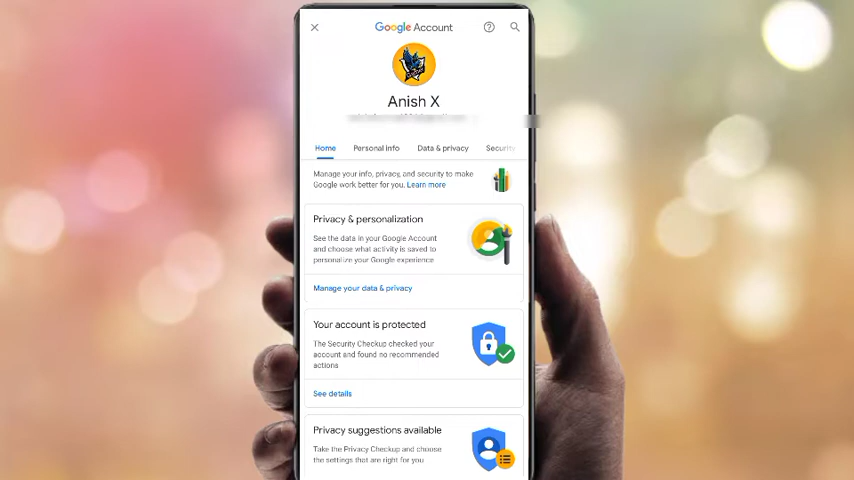 Google Account
Anish X
Home Personal info Data & privacy Security
Manage your info, privacy, and security to make
Google work better for you. Learn more
Privacy & personalization
See the data in your Google Account
and choose what activity is saved to
personalize your Google experience
Manage your data & privacy
Your account is protected
The Security Checkup checked your
account and found no recommended
actions
See details
Privacy suggestions available
Take the Privacy Checkup and choose
the settings that are right for you